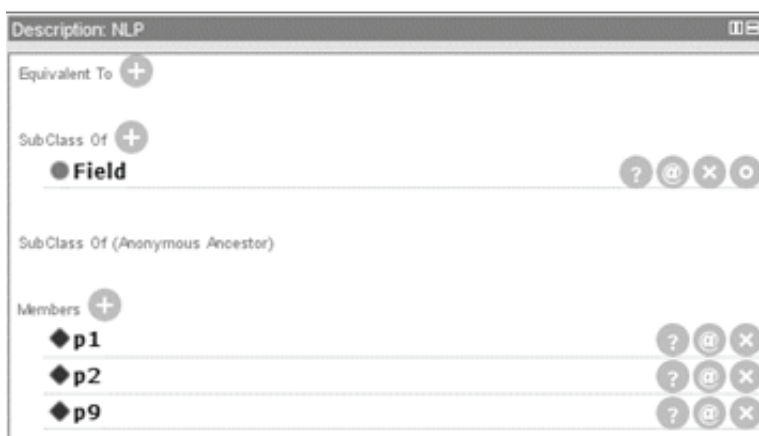 Description: NLP
Equivalent To
SubClass Of
Field
SubClass Of (Anonymous Ancestor)
Members
p1
p2
p9